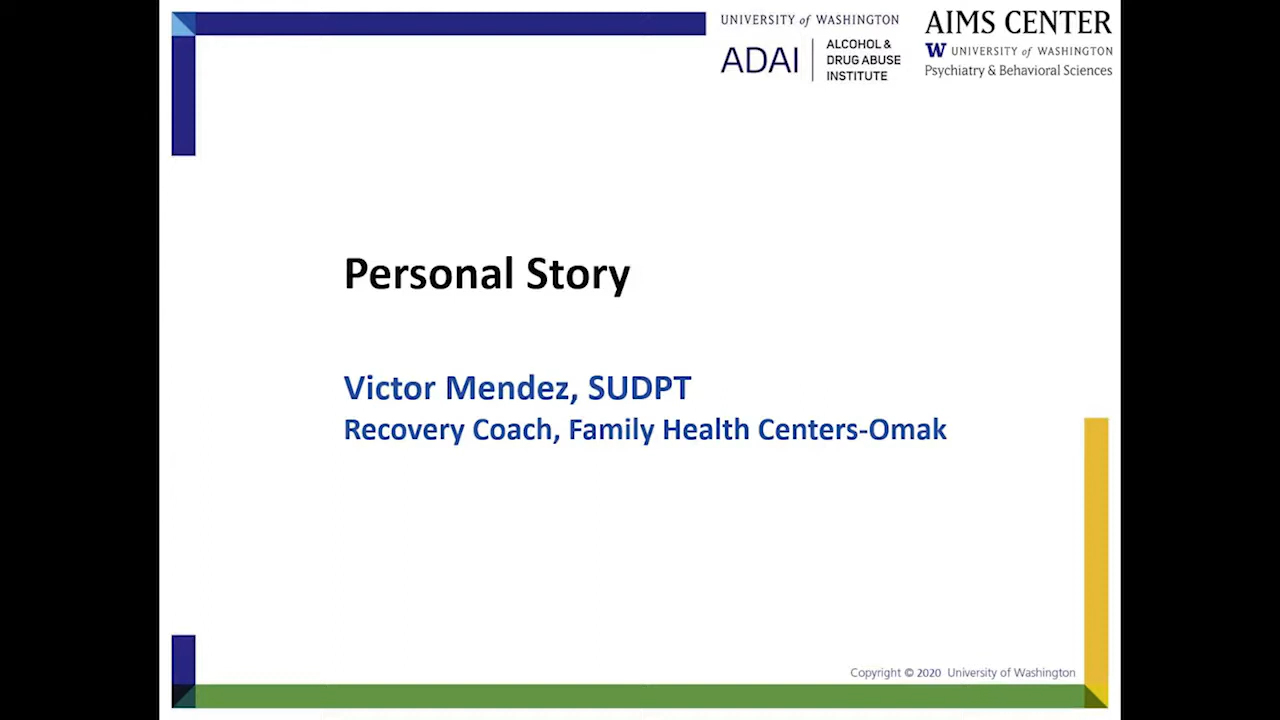 UNIVERSITY of WASHINGTON
ADAI
ALCOHOL &
DRUG ABUSE
INSTITUTE
AIMS CENTER
W UNIVERSITY of WASHINGTON
Psychiatry & Behavioral Sciences
Personal Story
Victor Mendez, SUDPT
Recovery Coach, Family Health Centers-Omak
Copyright © 2020 University of Washington